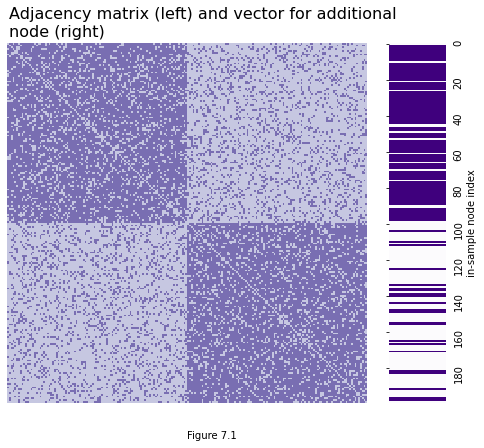 Adjacency matrix (left) and vector for additional
node (right)
0
20
40
60
80
100
120
140
160
180
in-sample node index
Figure 7.1